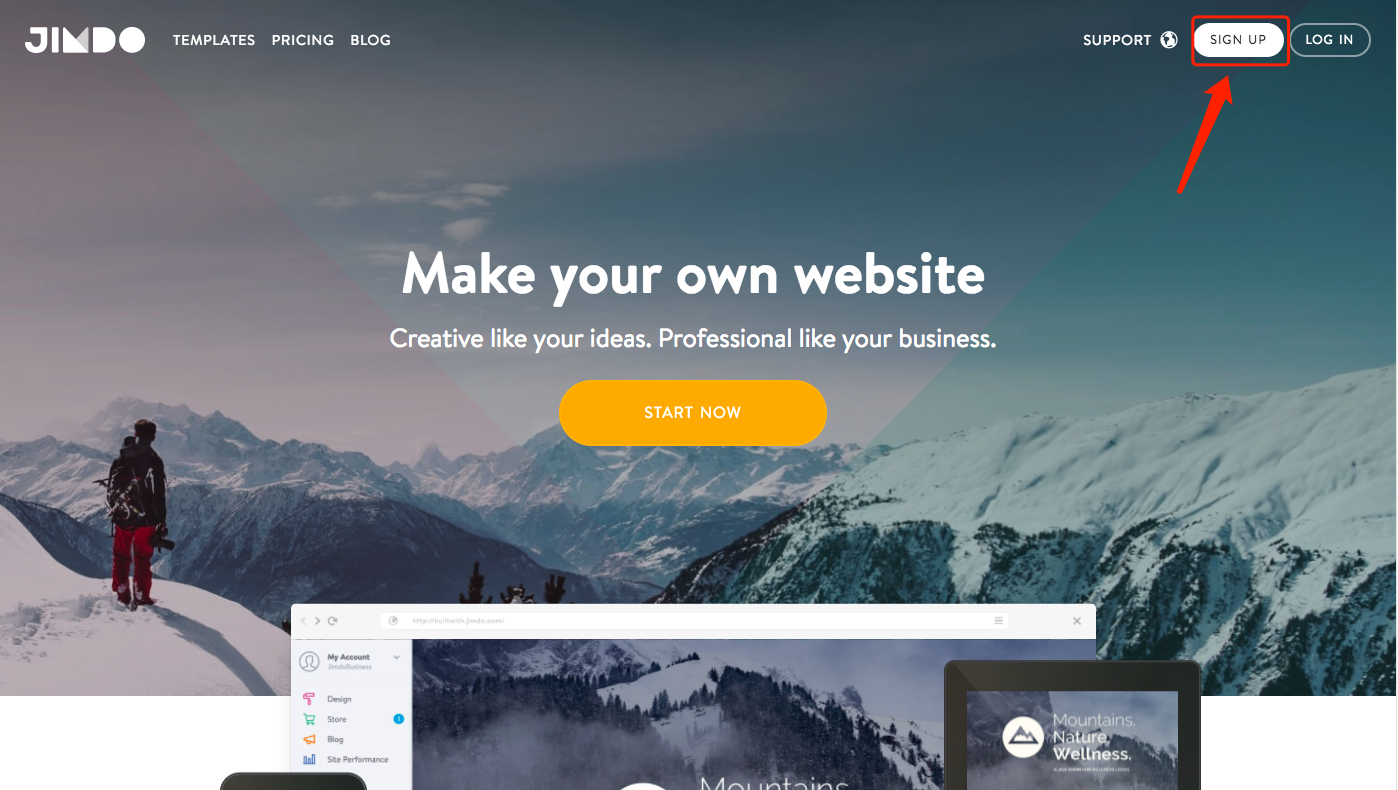 JIMDO
TEMPLATES PRICING BLOG
SUPPORT
SIGN UP
LOG IN
Make your own website
Creative like your ideas. Professional like your business.
START NOW
http://builtwith.jimdo.com/
My Account
JimdoBusiness
Design
Store
1
Blog
Site Performance
Mountains.
Mountains.
Nature.
Wellness.